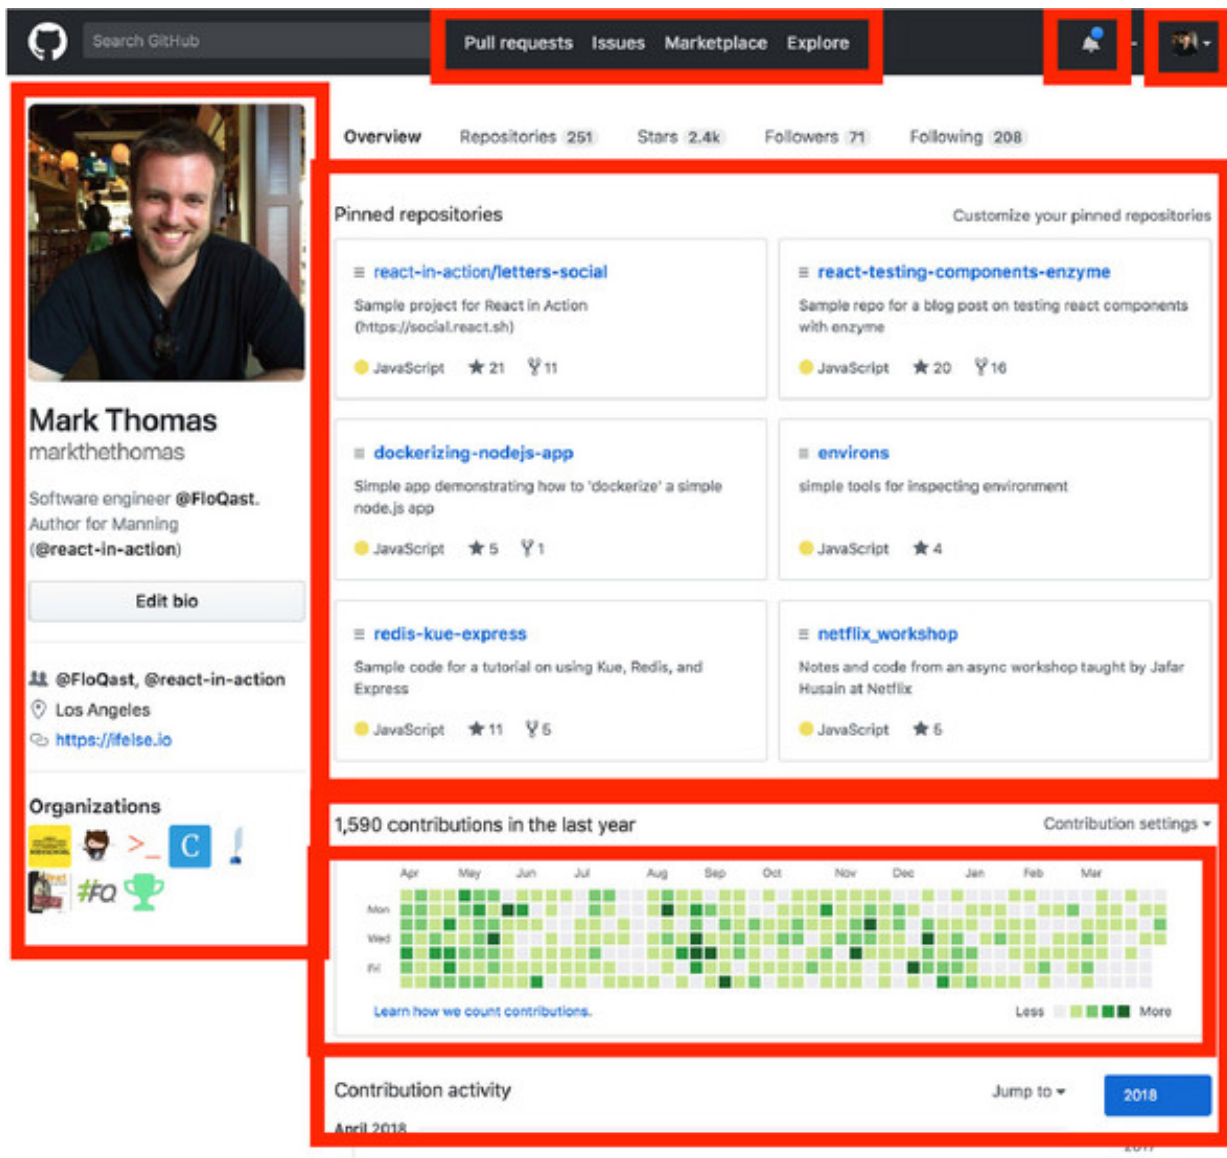 Search GitHub
Pull requests Issues Marketplace Explore
Overview Repositories 251 Stars 2.4k Followers 71 Following 208
Mark Thomas
markthethomas
Software engineer @FloQast.
Author for Manning
(@react-in-action)
Edit bio
@FloQast, @react-in-action
Los Angeles
https://ifelse.io
Organizations
>_ C
#FQ
Pinned repositories
Customize your pinned repositories
react-in-action/letters-social
Sample project for React in Action
(https://social.react.sh)
JavaScript 21 11
react-testing-components-enzyme
Sample repo for a blog post on testing react components
with enzyme
JavaScript 20 16
dockerizing-nodejs-app
Simple app demonstrating how to 'dockerize' a simple
node.js app
JavaScript 5 1
environs
simple tools for inspecting environment
JavaScript 4
redis-kue-express
Sample code for a tutorial on using Kue, Redis, and
Express
JavaScript 11 5
netflix_workshop
Notes and code from an async workshop taught by Jafar
Husain at Netflix
JavaScript 5
1,590 contributions in the last year
Contribution settings
Apr May Jun Jul Aug Sep Oct Nov Dec Jan Feb Mar
Mon
Wed
Fri
Learn how we count contributions.
Less More
Contribution activity
Jump to
2018
April 2018
2017